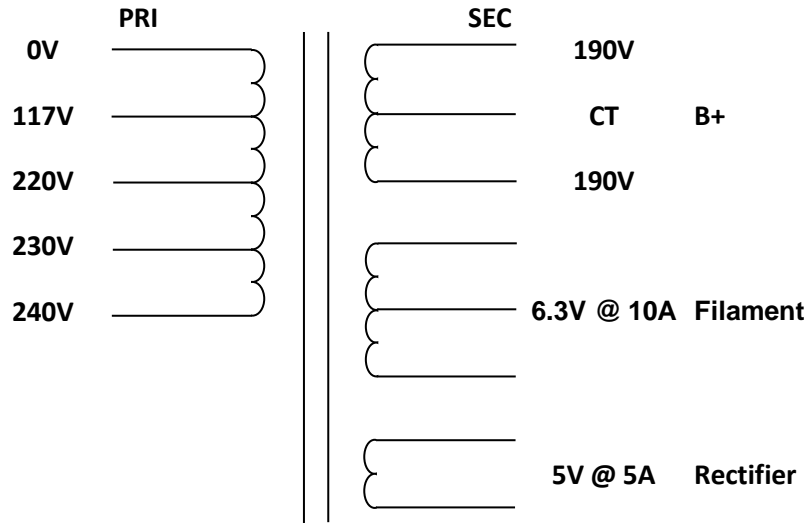 PRI SEC
0V 190V
117V CT B+
220V 190V
230V
240V 6.3V @ 10A Filament
5V @ 5A Rectifier